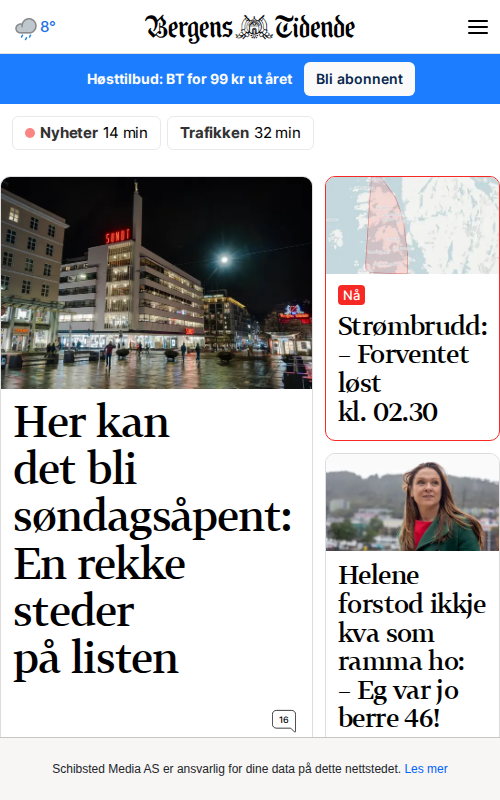 8°
Bergens Tidende
Høsttilbud: BT for 99 kr ut året
Bli abonnent
Nyheter 14 min
Trafikken 32 min
SUNDT
Her kan
det bli
søndagsåpent:
En rekke
steder
på listen
16
Nå
Strømbrudd:
– Forventet
løst
kl. 02.30
Helene
forstod ikkje
kva som
ramma ho:
– Eg var jo
berre 46!
Schibsted Media AS er ansvarlig for dine data på dette nettstedet. Les mer